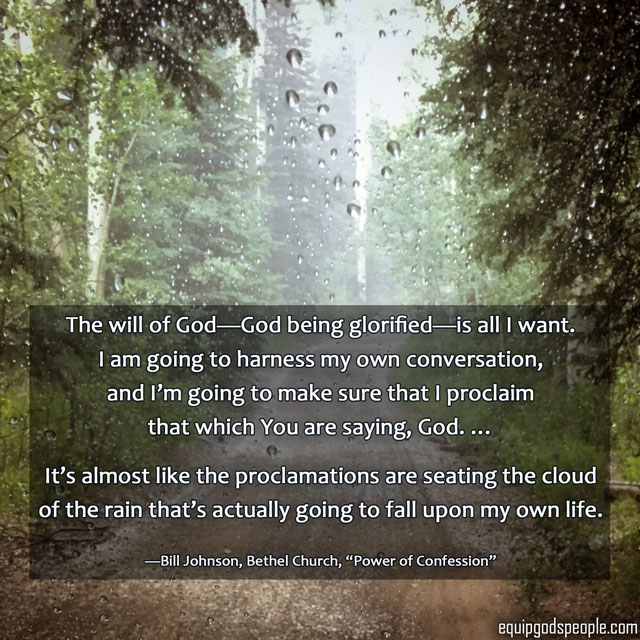 The will of God—God being glorified—is all I want.
I am going to harness my own conversation,
and I’m going to make sure that I proclaim
that which You are saying, God. …
It’s almost like the proclamations are seating the cloud
of the rain that’s actually going to fall upon my own life.
—Bill Johnson, Bethel Church, “Power of Confession”
equipgodspeople.com